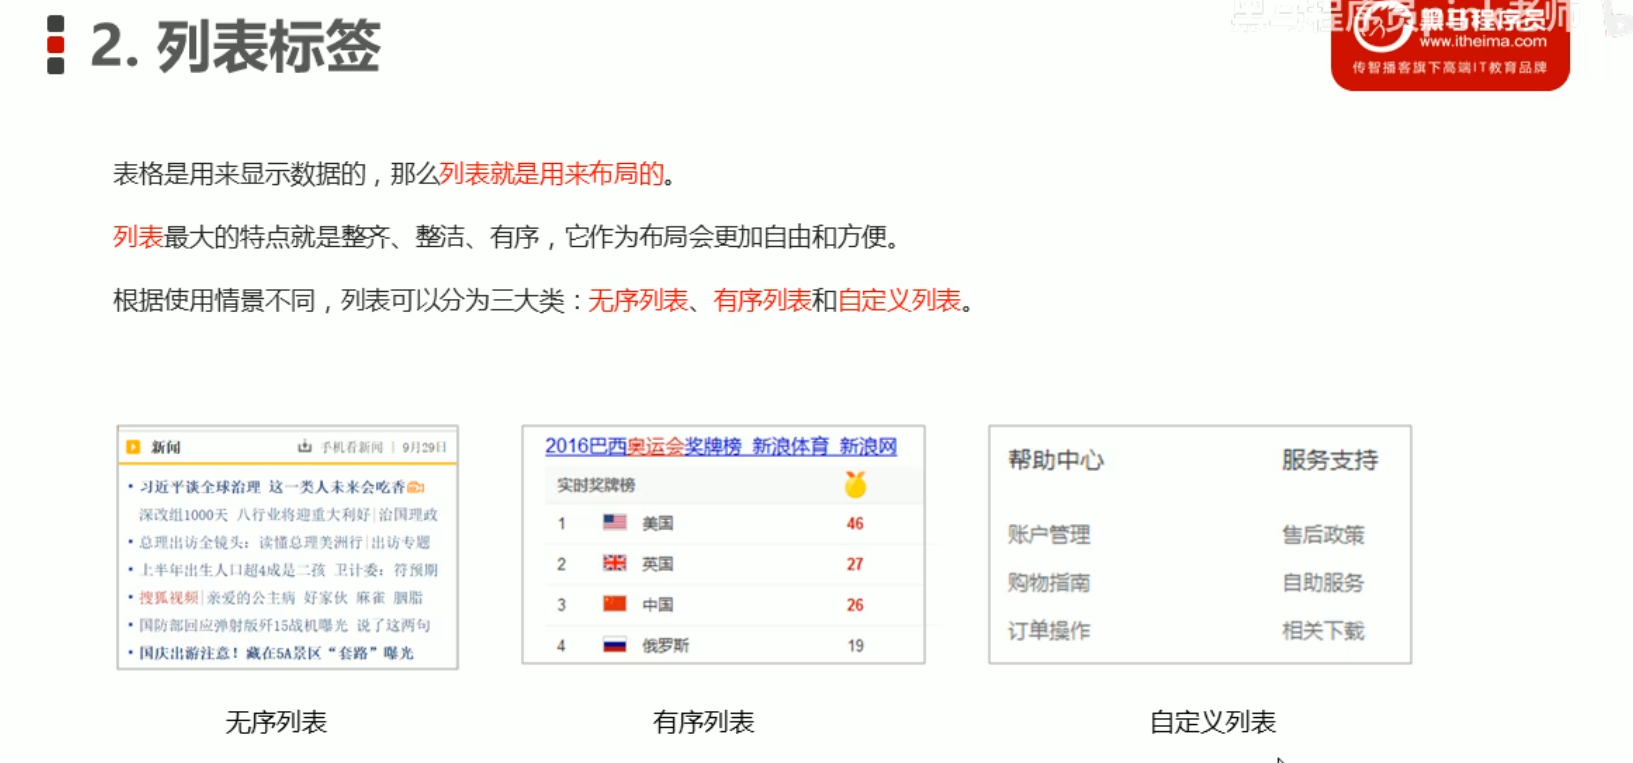 2. 列表标签
黑马程序员pink老师
黑马程序员
www.itheima.com
传智播客旗下高端IT教育品牌
表格是用来显示数据的，那么列表就是用来布局的。
列表最大的特点就是整齐、整洁、有序，它作为布局会更加自由和方便。
根据使用情景不同，列表可以分为三大类：无序列表、有序列表和自定义列表。
新闻 手机看新闻 | 9月29日
习近平谈全球治理 这一类人未来会吃香
深改组1000天 八行业将迎重大利好|治国理政
总理出访全镜头：读懂总理美洲行|出访专题
上半年出生人口超4成是二孩 卫计委：符预期
搜狐视频|亲爱的公主病 好家伙 麻雀 胭脂
国防部回应弹射版歼15战机曝光 说了这两句
国庆出游注意！藏在5A景区“套路”曝光
无序列表
2016巴西奥运会奖牌榜_新浪体育_新浪网
实时奖牌榜
1 美国 46
2 英国 27
3 中国 26
4 俄罗斯 19
有序列表
帮助中心 服务支持
账户管理 售后政策
购物指南 自助服务
订单操作 相关下载
自定义列表